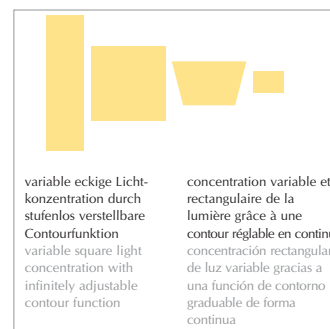 variable eckige Licht-
konzentration durch
stufenlos verstellbare
Contourfunktion
variable square light
concentration with
infinitely adjustable
contour function
concentration variable et
rectangulaire de la
lumière grâce à une
contour réglable en continu
concentración rectangular
de luz variable gracias a
una función de contorno
graduable de forma
continua